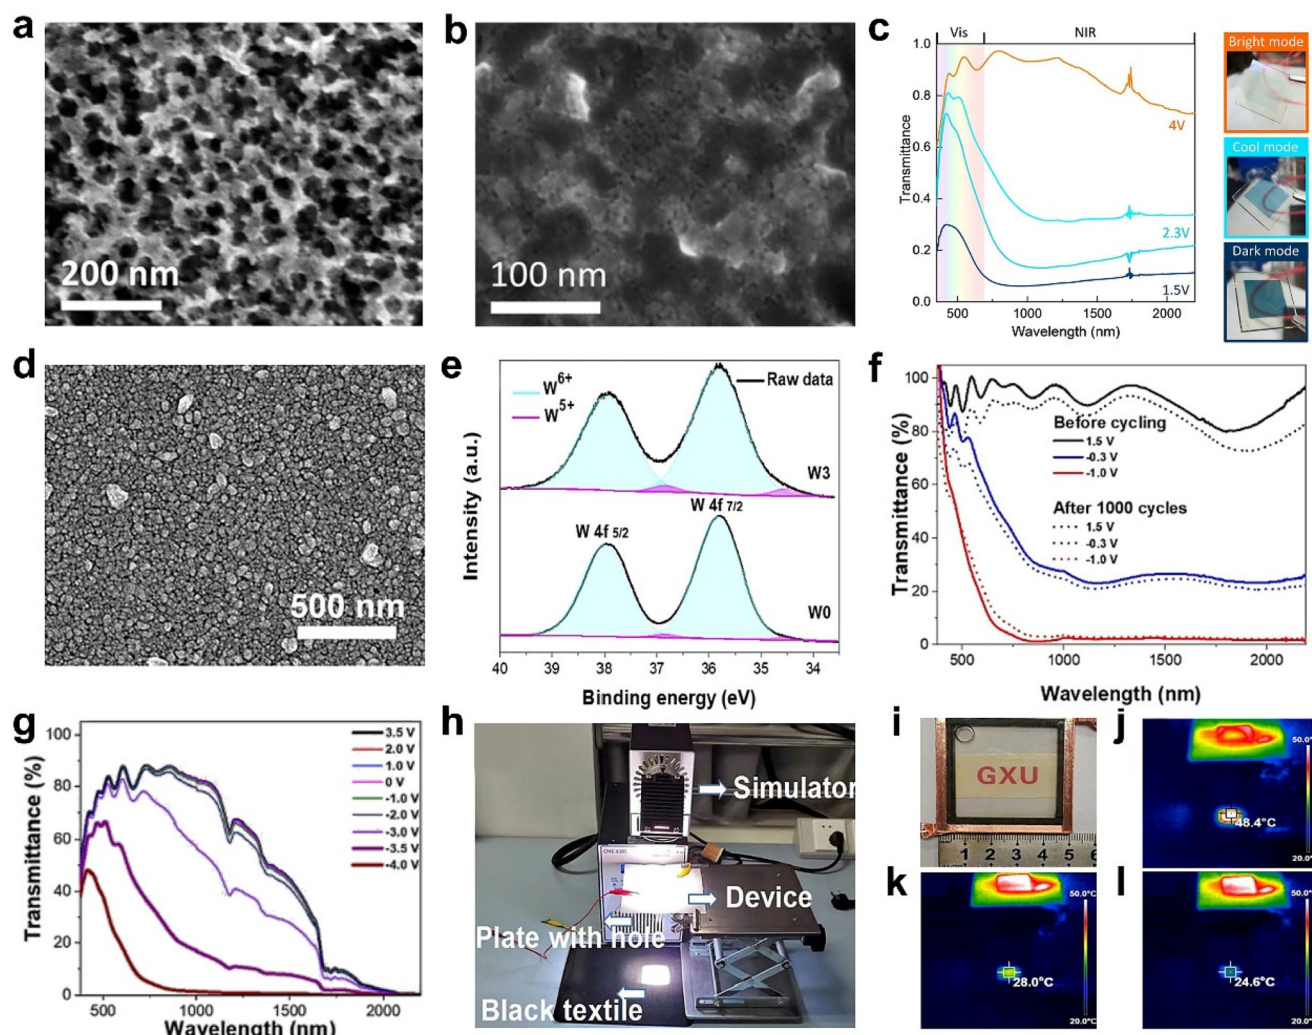 a
200 nm
b
100 nm
c
Vis
NIR
1.0
0.8
0.6
0.4
0.2
0.0
Transmittance
4V
2.3V
1.5V
500
1000
1500
2000
Wavelength (nm)
Bright mode
Cool mode
Dark mode
d
500 nm
e
W6+
W5+
Raw data
W3
W 4f 5/2
W 4f 7/2
W0
Intensity (a.u.)
40
39
38
37
36
35
34
Binding energy (eV)
f
100
80
60
40
20
0
Transmittance (%)
Before cycling
1.5 V
-0.3 V
-1.0 V
After 1000 cycles
1.5 V
-0.3 V
-1.0 V
500
1000
1500
2000
Wavelength (nm)
g
100
80
60
40
20
0
Transmittance (%)
3.5 V
2.0 V
1.0 V
0 V
-1.0 V
-2.0 V
-3.0 V
-3.5 V
-4.0 V
500
1000
1500
2000
Wavelength (nm)
h
Simulator
Device
Plate with hole
Black textile
i
GXU
1 2 3 4 5 6
j
50.0°C
48.4°C
20.0°C
k
50.0°C
28.0°C
20.0°C
l
50.0°C
24.6°C
20.0°C